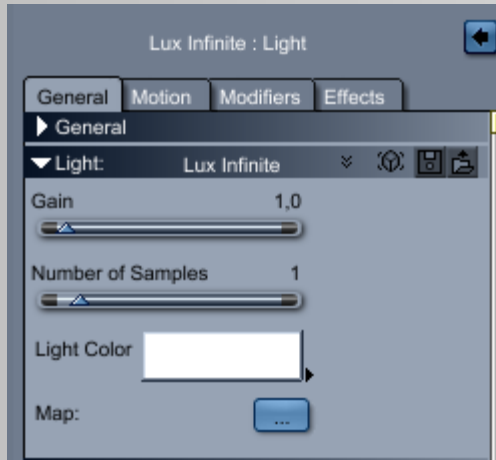 Lux Infinite : Light
General Motion Modifiers Effects
General
Light: Lux Infinite
Gain 1,0
Number of Samples 1
Light Color
Map:
...